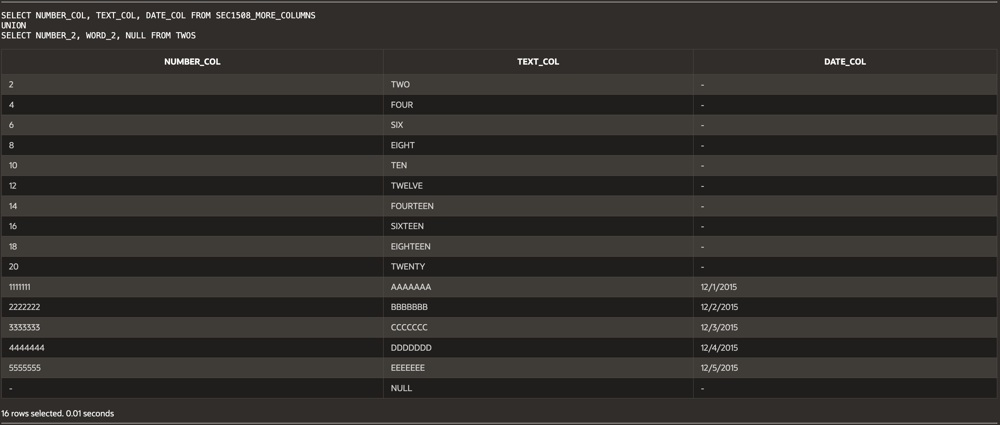 SELECT NUMBER_COL, TEXT_COL, DATE_COL FROM SEC1508_MORE_COLUMNS
UNION
SELECT NUMBER_2, WORD_2, NULL FROM TWOS
NUMBER_COL TEXT_COL DATE_COL
2 TWO -
4 FOUR -
6 SIX -
8 EIGHT -
10 TEN -
12 TWELVE -
14 FOURTEEN -
16 SIXTEEN -
18 EIGHTEEN -
20 TWENTY -
1111111 AAAAAAA 12/1/2015
2222222 BBBBBBB 12/2/2015
3333333 CCCCCCC 12/3/2015
4444444 DDDDDDD 12/4/2015
5555555 EEEEEEE 12/5/2015
- NULL -
16 rows selected. 0.01 seconds